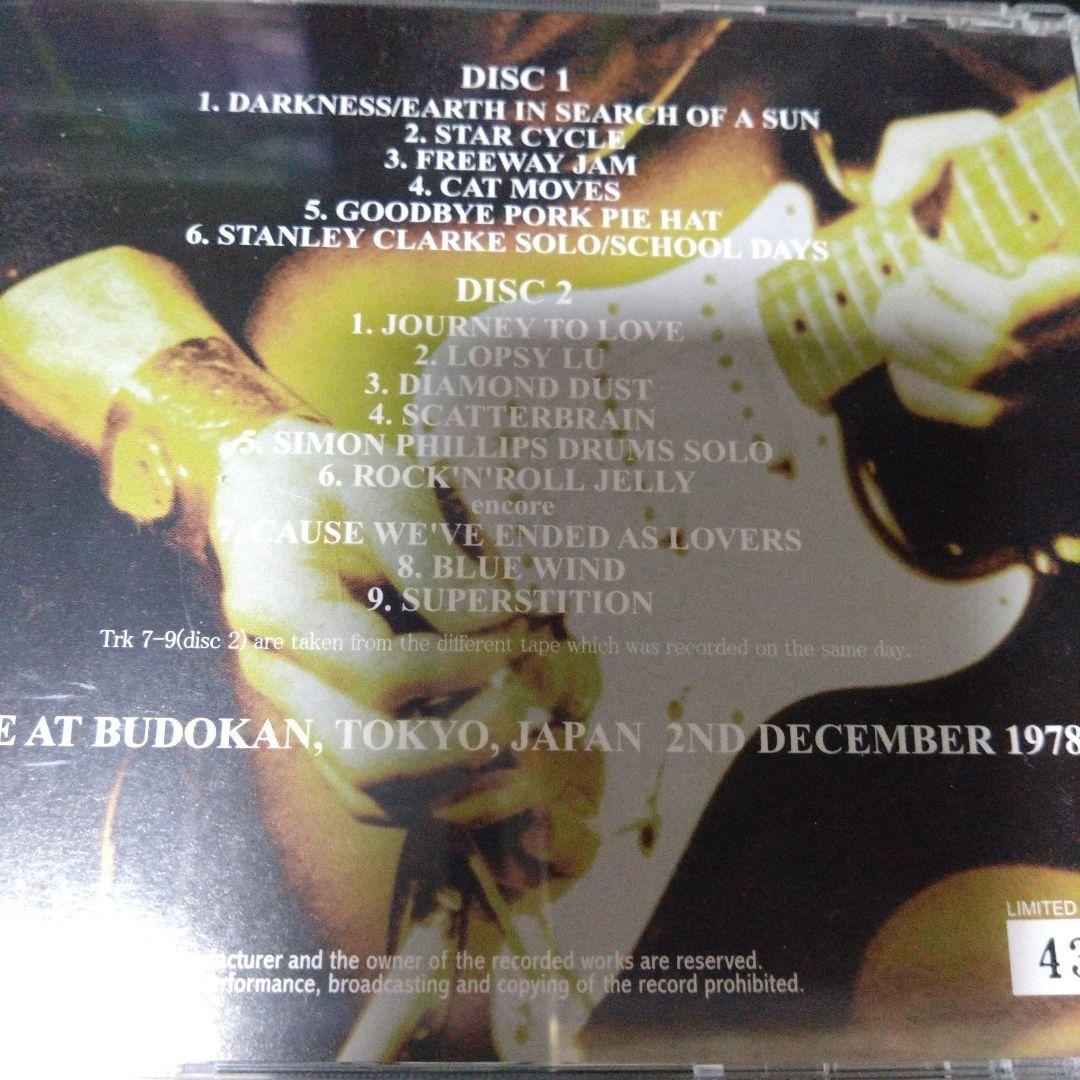 DISC 1
1. DARKNESS/EARTH IN SEARCH OF A SUN
2. STAR CYCLE
3. FREEWAY JAM
4. CAT MOVES
5. GOODBYE PORK PIE HAT
6. STANLEY CLARKE SOLO/SCHOOL DAYS
DISC 2
1. JOURNEY TO LOVE
2. LOPSY LU
3. DIAMOND DUST
4. SCATTERBRAIN
5. SIMON PHILLIPS DRUMS SOLO
6. ROCK'N'ROLL JELLY
encore
7. CAUSE WE'VE ENDED AS LOVERS
8. BLUE WIND
9. SUPERSTITION
Trk 7-9(disc 2) are taken from the different tape which was recorded on the same day.
E AT BUDOKAN, TOKYO, JAPAN 2ND DECEMBER 1978
LIMITED
43
and the owner of the recorded works are reserved.
broadcasting and copying of the record prohibited.